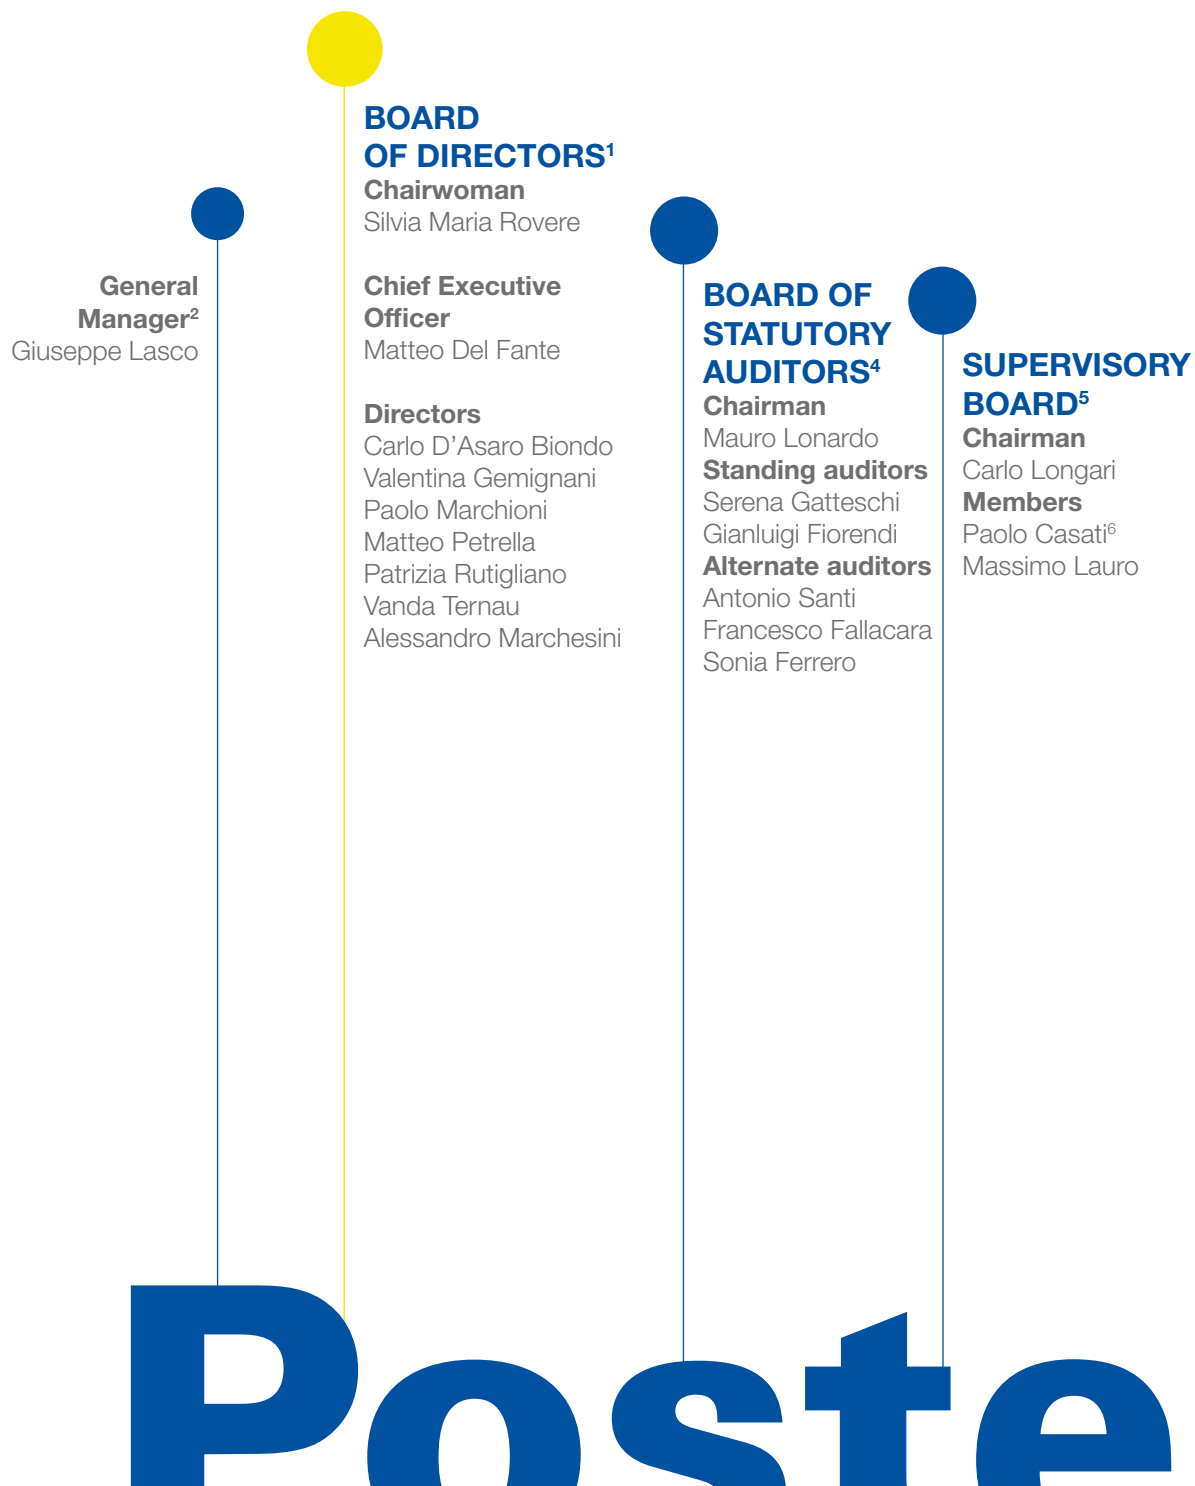 General
Manager²
Giuseppe Lasco
BOARD
OF DIRECTORS¹
Chairwoman
Silvia Maria Rovere
Chief Executive
Officer
Matteo Del Fante
Directors
Carlo D’Asaro Biondo
Valentina Gemignani
Paolo Marchioni
Matteo Petrella
Patrizia Rutigliano
Vanda Ternau
Alessandro Marchesini
BOARD OF
STATUTORY
AUDITORS⁴
Chairman
Mauro Lonardo
Standing auditors
Serena Gatteschi
Gianluigi Fiorendi
Alternate auditors
Antonio Santi
Francesco Fallacara
Sonia Ferrero
SUPERVISORY
BOARD⁵
Chairman
Carlo Longari
Members
Paolo Casati⁶
Massimo Lauro
Poste